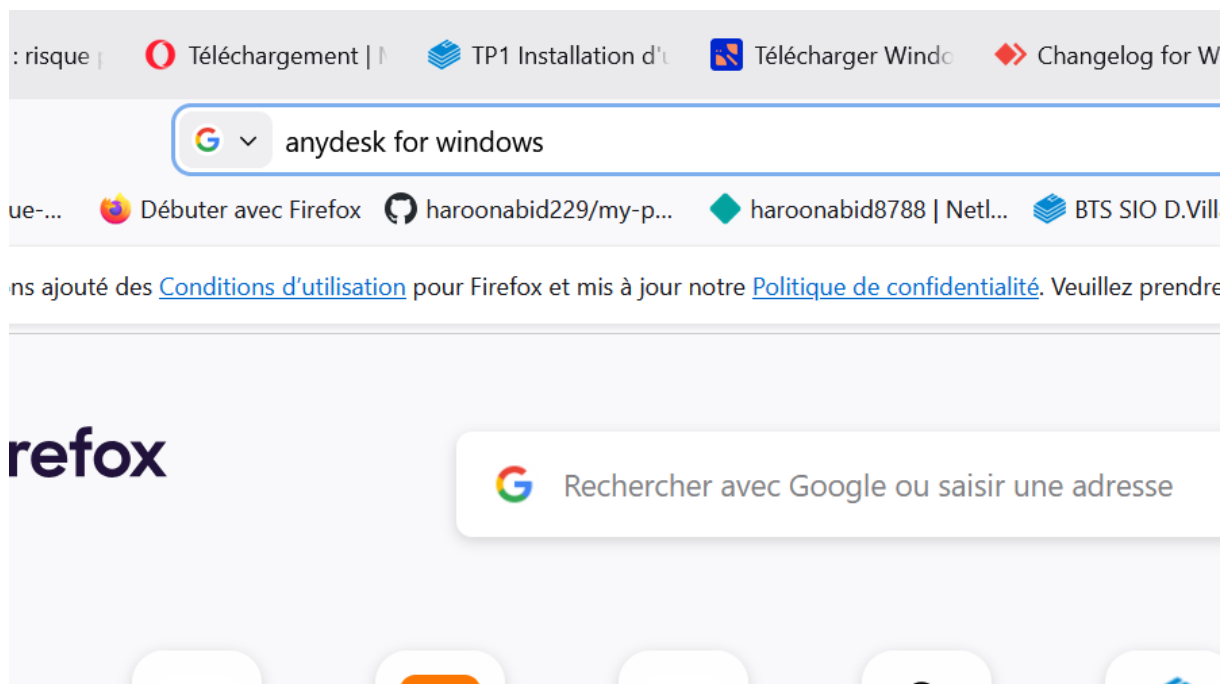 : risque
Téléchargement |
TP1 Installation d'u
Télécharger Windo
Changelog for W
anydesk for windows
ue-...
Débuter avec Firefox
haroonabid229/my-p...
haroonabid8788 | Netl...
BTS SIO D.Vill
ns ajouté des Conditions d'utilisation pour Firefox et mis à jour notre Politique de confidentialité. Veuillez prendre
refox
Rechercher avec Google ou saisir une adresse